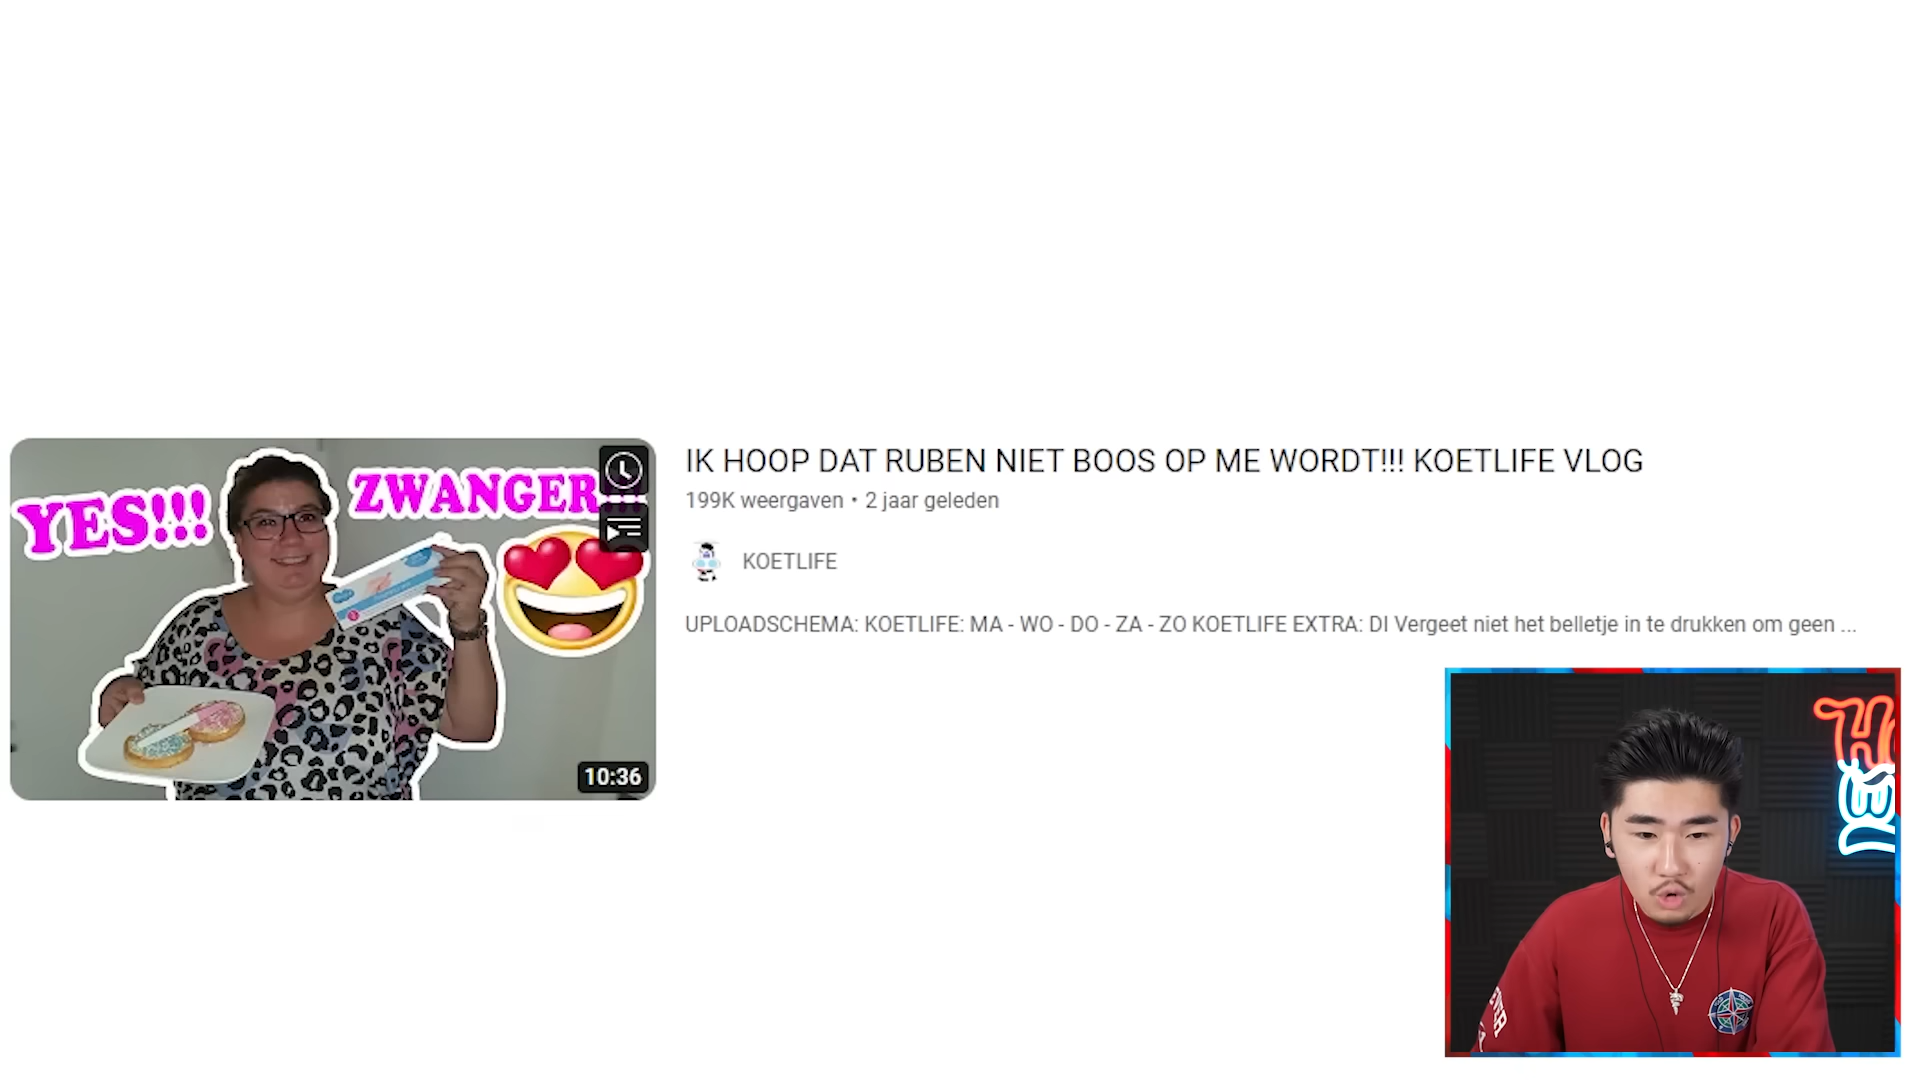 YES!!!
ZWANGER
10:36
IK HOOP DAT RUBEN NIET BOOS OP ME WORDT!!! KOETLIFE VLOG
199K weergaven • 2 jaar geleden
KOETLIFE
UPLOADSCHEMA: KOETLIFE: MA - WO - DO - ZA - ZO KOETLIFE EXTRA: DI Vergeet niet het belletje in te drukken om geen ...